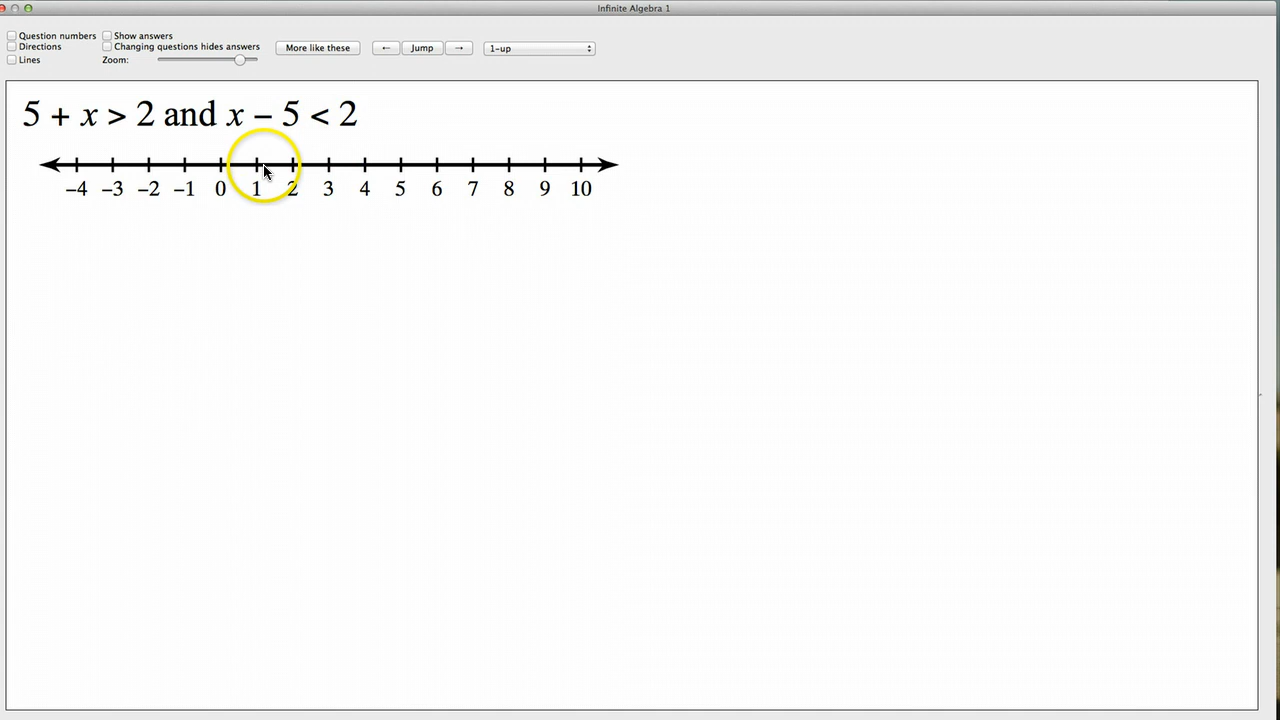 Infinite Algebra 1
Question numbers Show answers
Directions Changing questions hides answers More like these ← Jump → 1-up
Lines Zoom:
5 + x > 2 and x − 5 < 2
−4 −3 −2 −1 0 1 2 3 4 5 6 7 8 9 10